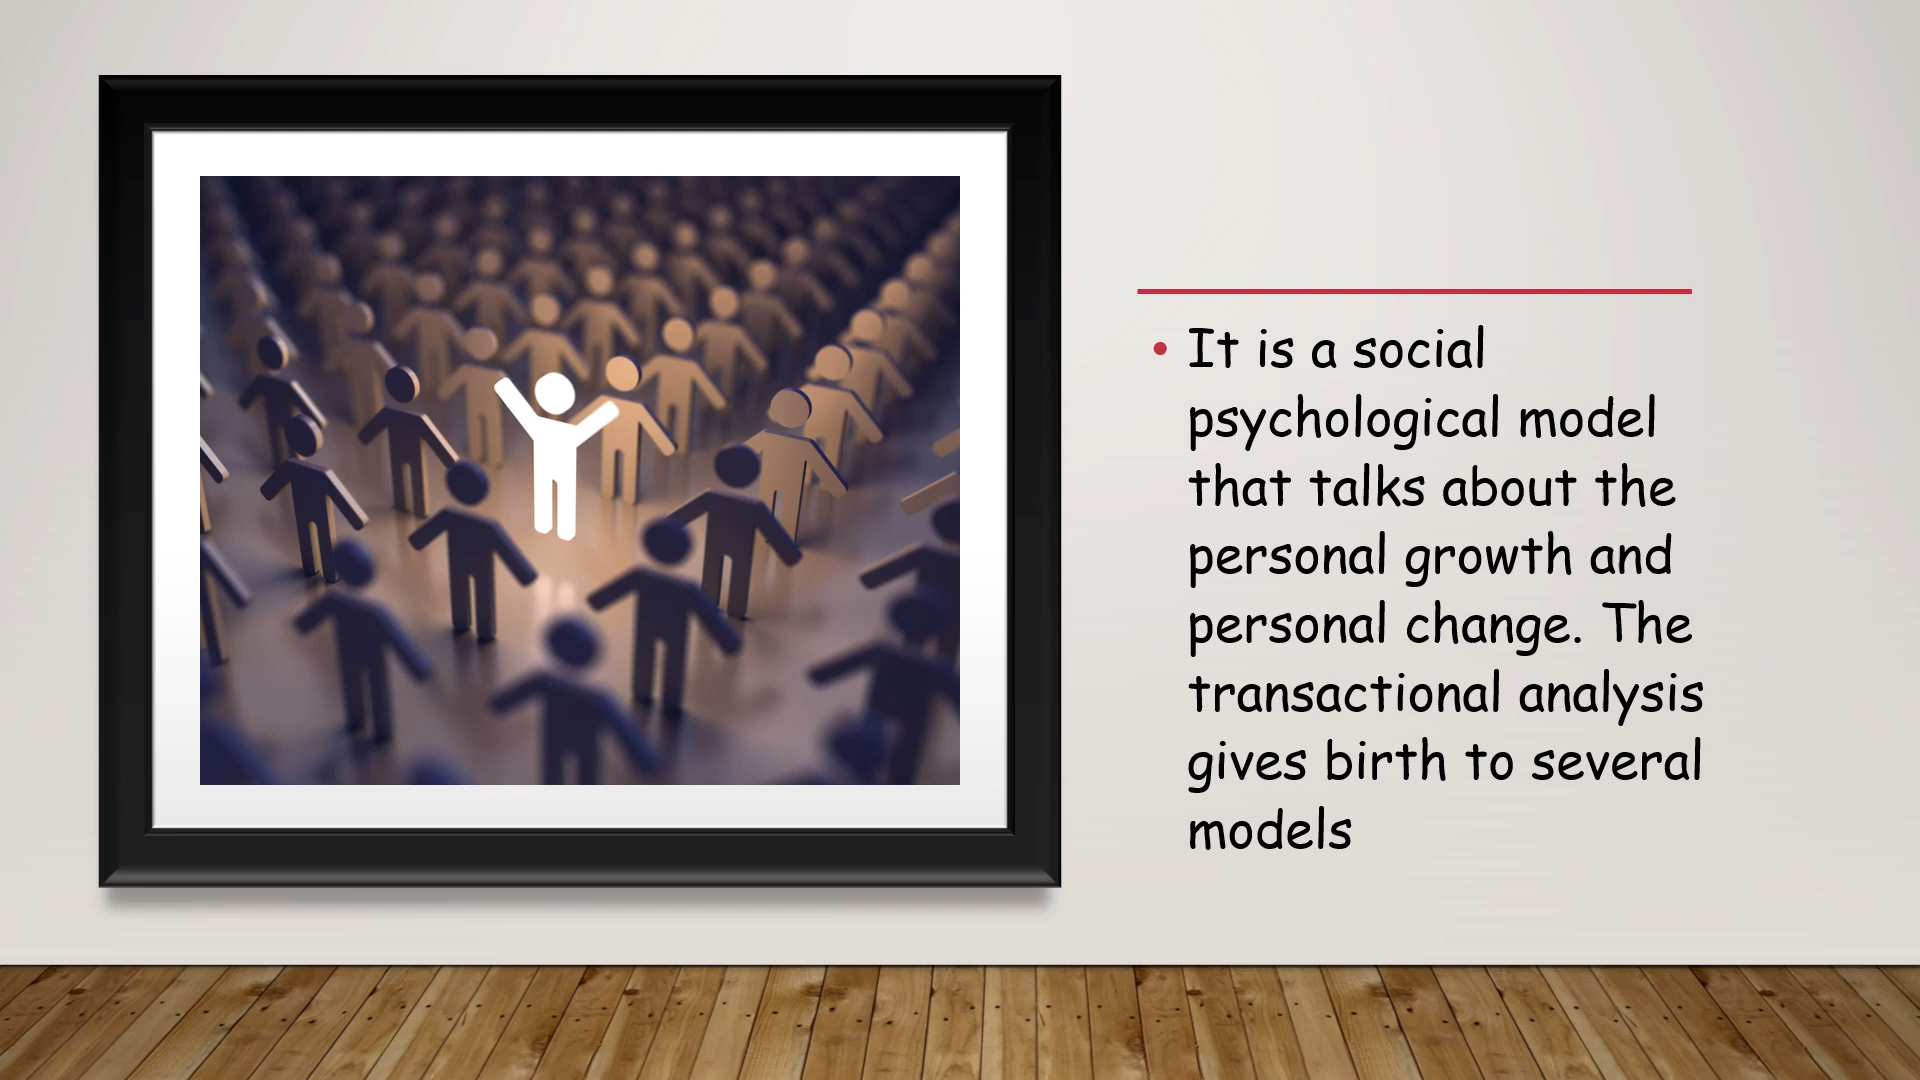 • It is a social
psychological model
that talks about the
personal growth and
personal change. The
transactional analysis
gives birth to several
models